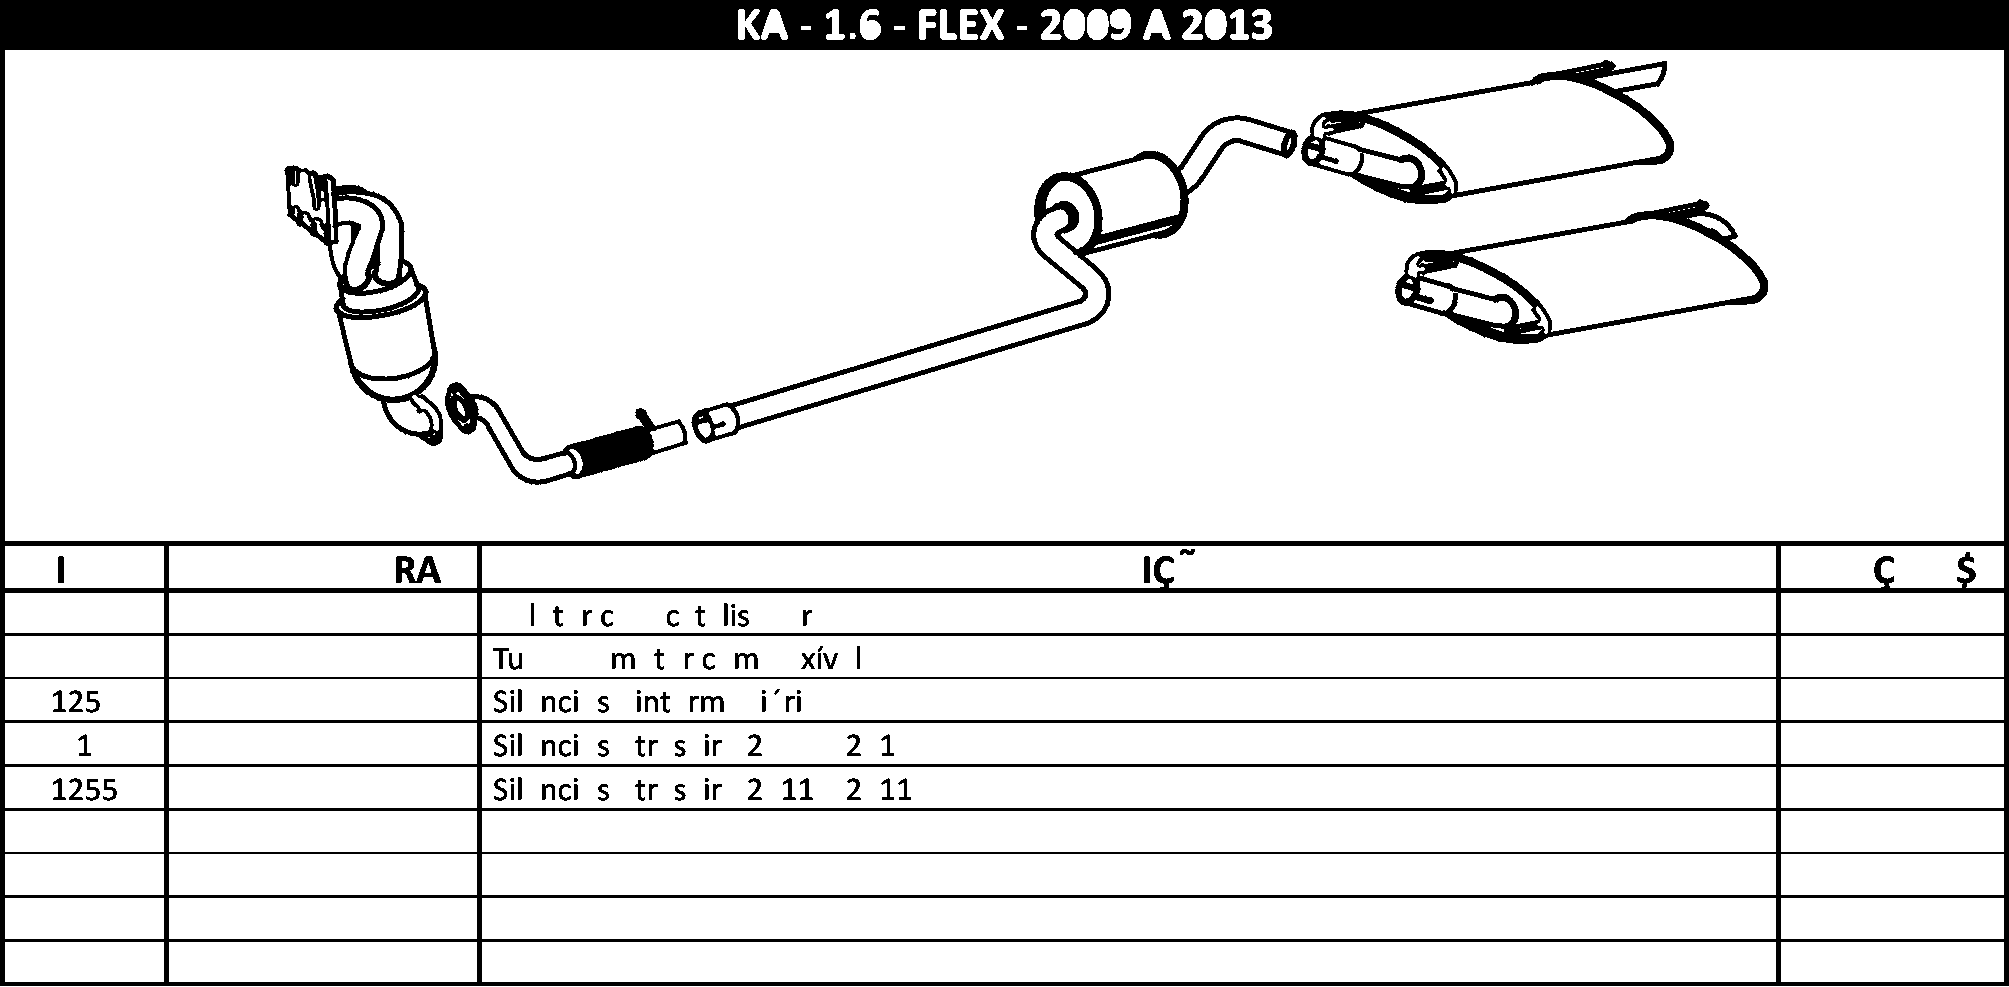 KA - 1.6 - FLEX - 2009 A 2013
I RA IÇ˜ Ç $
l t r c c t lis r
Tu m t r c m xív l
125 Sil nci s int rm i´ri
1 Sil nci s tr s ir 2 2 1
1255 Sil nci s tr s ir 2 11 2 11